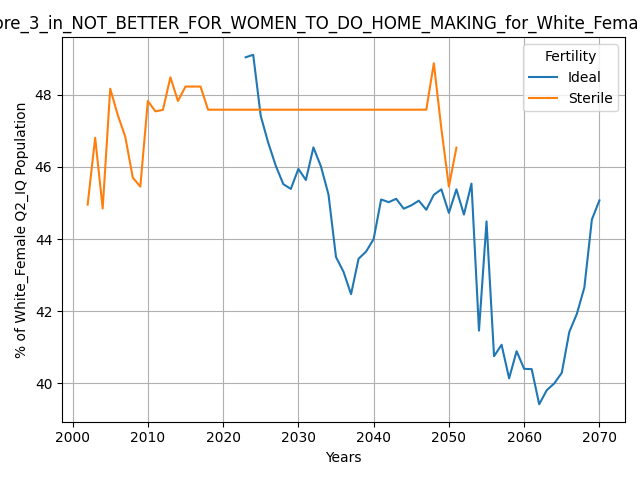 ore_3_in_NOT_BETTER_FOR_WOMEN_TO_DO_HOME_MAKING_for_White_Fema
Fertility
Ideal
Sterile
% of White_Female Q2_IQ Population
48
46
44
42
40
2000 2010 2020 2030 2040 2050 2060 2070
Years